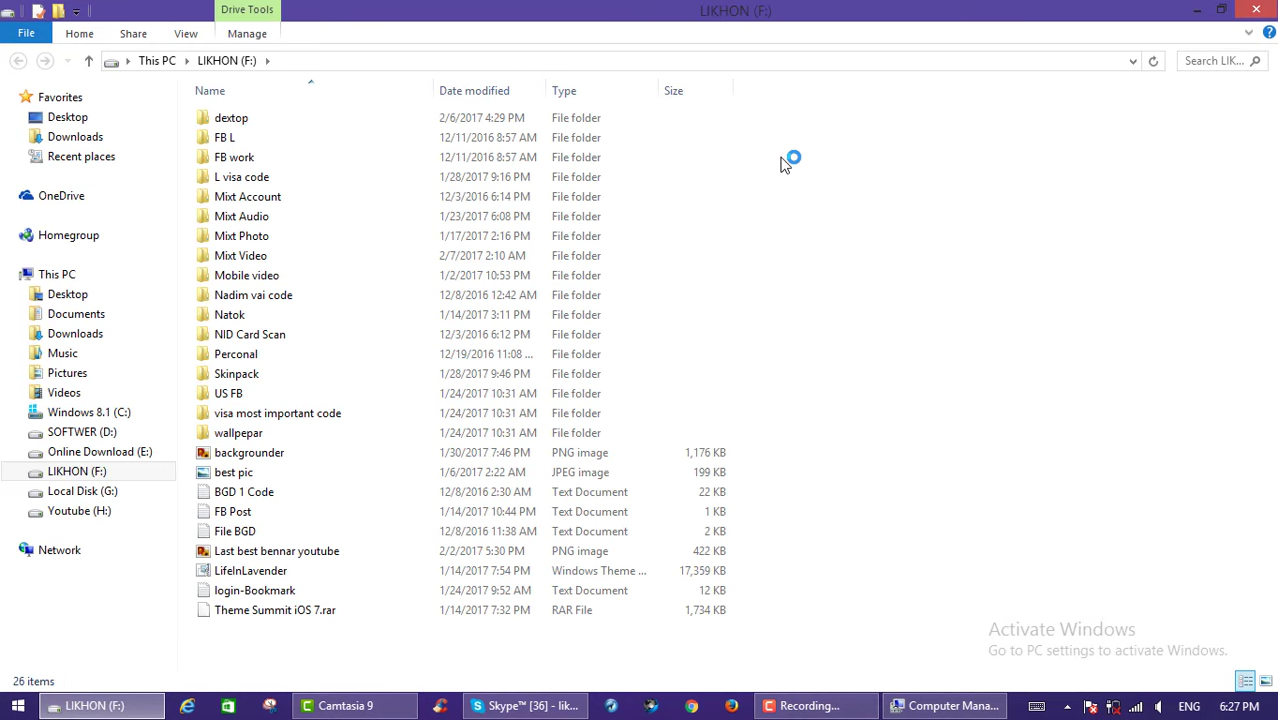 Drive Tools
LIKHON (F:)
File Home Share View Manage
This PC LIKHON (F:) Search LIK...
Name Date modified Type Size
Favorites
Desktop
Downloads
Recent places
OneDrive
Homegroup
This PC
Desktop
Documents
Downloads
Music
Pictures
Videos
Windows 8.1 (C:)
SOFTWER (D:)
Online Download (E:)
LIKHON (F:)
Local Disk (G:)
Youtube (H:)
Network
dextop 2/6/2017 4:29 PM File folder
FB L 12/11/2016 8:57 AM File folder
FB work 12/11/2016 8:57 AM File folder
L visa code 1/28/2017 9:16 PM File folder
Mixt Account 12/3/2016 6:14 PM File folder
Mixt Audio 1/23/2017 6:08 PM File folder
Mixt Photo 1/17/2017 2:16 PM File folder
Mixt Video 2/7/2017 2:10 AM File folder
Mobile video 1/2/2017 10:53 PM File folder
Nadim vai code 12/8/2016 12:42 AM File folder
Natok 1/14/2017 3:11 PM File folder
NID Card Scan 12/3/2016 6:12 PM File folder
Perconal 12/19/2016 11:08 ... File folder
Skinpack 1/28/2017 9:46 PM File folder
US FB 1/24/2017 10:31 AM File folder
visa most important code 1/24/2017 10:31 AM File folder
wallpepar 1/24/2017 10:31 AM File folder
backgrounder 1/30/2017 7:46 PM PNG image 1,176 KB
best pic 1/6/2017 2:22 AM JPEG image 199 KB
BGD 1 Code 12/8/2016 2:30 AM Text Document 22 KB
FB Post 1/14/2017 10:44 PM Text Document 1 KB
File BGD 12/8/2016 11:38 AM Text Document 2 KB
Last best bennar youtube 2/2/2017 5:30 PM PNG image 422 KB
LifeInLavender 1/14/2017 7:54 PM Windows Theme ... 17,359 KB
login-Bookmark 1/24/2017 9:52 AM Text Document 12 KB
Theme Summit iOS 7.rar 1/14/2017 7:32 PM RAR File 1,734 KB
Activate Windows
Go to PC settings to activate Windows.
26 items
LIKHON (F:) Camtasia 9 Skype™ [36] - lik... Recording... Computer Mana... ENG 6:27 PM